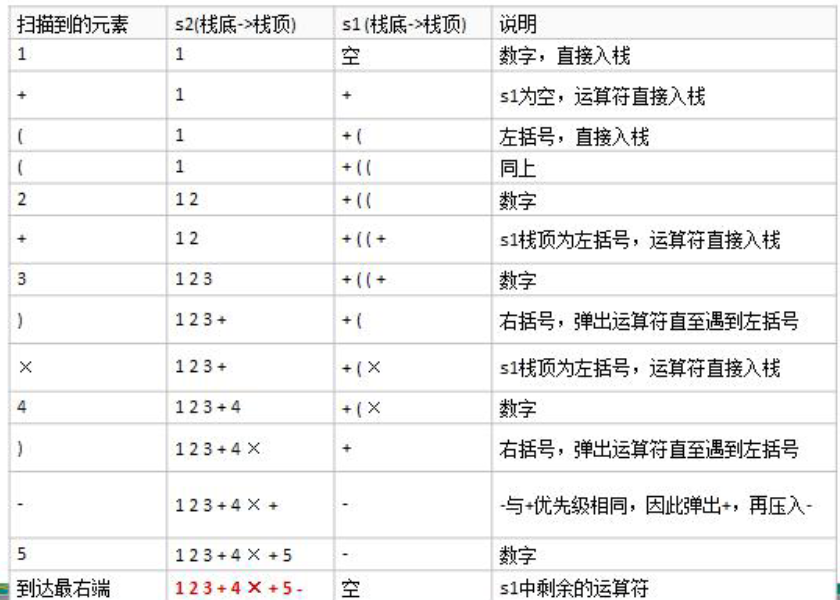 扫描到的元素 s2(栈底->栈顶) s1(栈底->栈顶) 说明
1 1 空 数字，直接入栈
+ 1 + s1为空，运算符直接入栈
( 1 + ( 左括号，直接入栈
( 1 + ( ( 同上
2 1 2 + ( ( 数字
+ 1 2 + ( ( + s1栈顶为左括号，运算符直接入栈
3 1 2 3 + ( ( + 数字
) 1 2 3 + + ( 右括号，弹出运算符直至遇到左括号
× 1 2 3 + + ( × s1栈顶为左括号，运算符直接入栈
4 1 2 3 + 4 + ( × 数字
) 1 2 3 + 4 × + 右括号，弹出运算符直至遇到左括号
- 1 2 3 + 4 × + - -与+优先级相同，因此弹出+，再压入-
5 1 2 3 + 4 × + 5 - 数字
到达最右端 1 2 3 + 4 × + 5 - 空 s1中剩余的运算符